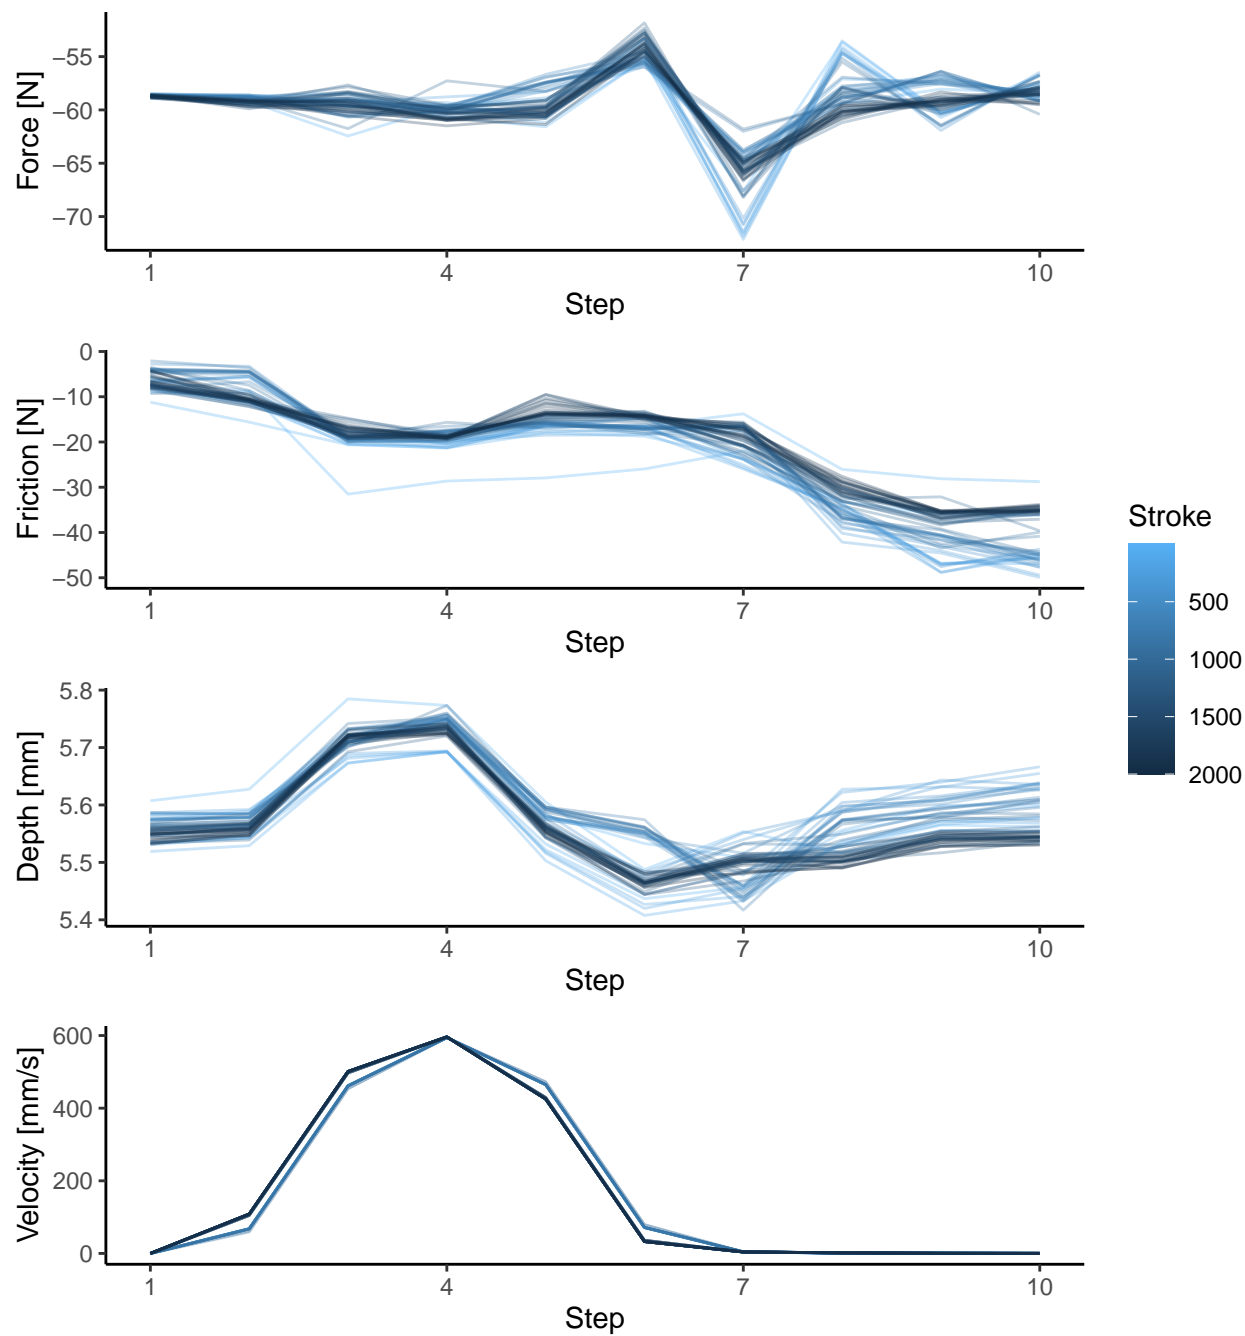 Force [N]
−55
−60
−65
−70
1 4 7 10
Step
Friction [N]
0
−10
−20
−30
−40
−50
1 4 7 10
Step
Depth [mm]
5.8
5.7
5.6
5.5
5.4
1 4 7 10
Step
Velocity [mm/s]
600
400
200
0
1 4 7 10
Step
Stroke
500
1000
1500
2000